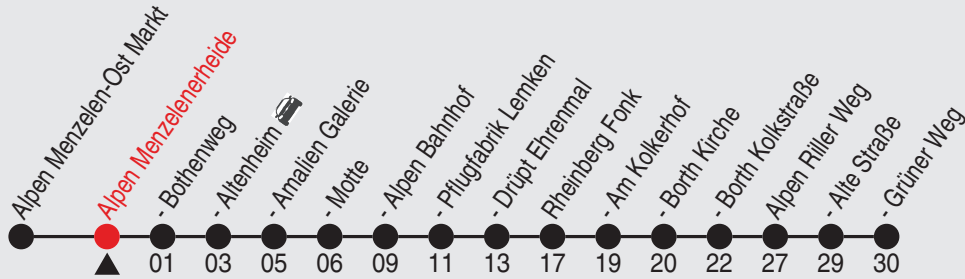 Alpen Menzelen-Ost Markt
Alpen Menzelenerheide
- Bothenweg
- Altenheim
- Amalien Galerie
- Motte
- Alpen Bahnhof
- Pflugfabrik Lemken
- Drüpt Ehrenmal
Rheinberg Fonk
- Am Kolkerhof
- Borth Kirche
- Borth Kolkstraße
Alpen Riller Weg
- Alte Straße
- Grüner Weg
01 03 05 06 09 11 13 17 19 20 22 27 29 30